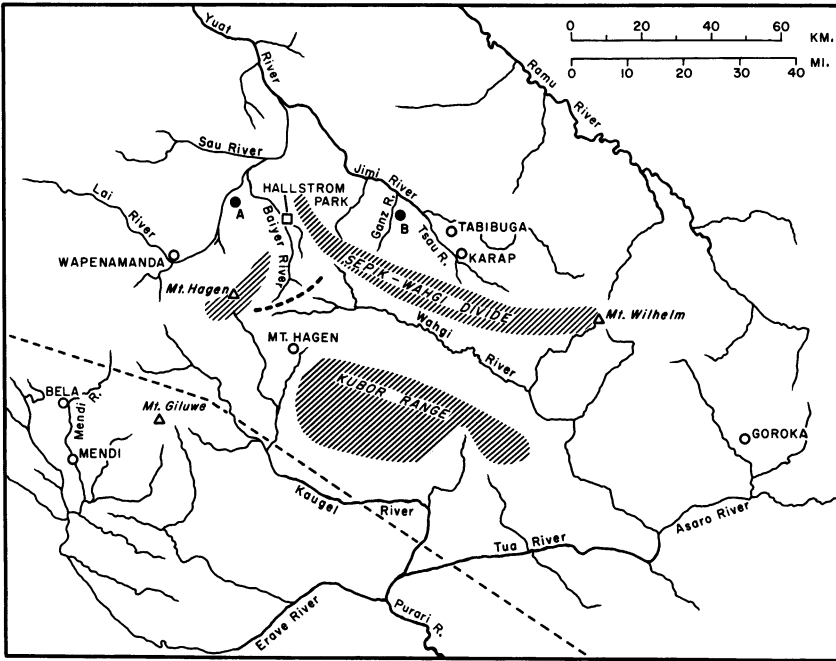 Yuat River
0 20 40 60 KM.
0 10 20 30 40 MI.
Ramu River
Sau River
Jimi River
Lai River
HALLSTROM PARK
A
Baiyer River
Ganz R.
B
Tsau R.
TABIBUGA
KARAP
WAPENAMANDA
Mt. Hagen
SEPIK-WAHGI DIVIDE
Mt. Wilhelm
Wahgi River
MT. HAGEN
KUBOR RANGE
BELA
Mendi R.
Mt. Giluwe
MENDI
GOROKA
Kaugel River
Asaro River
Tua River
Erave River
Purari R.